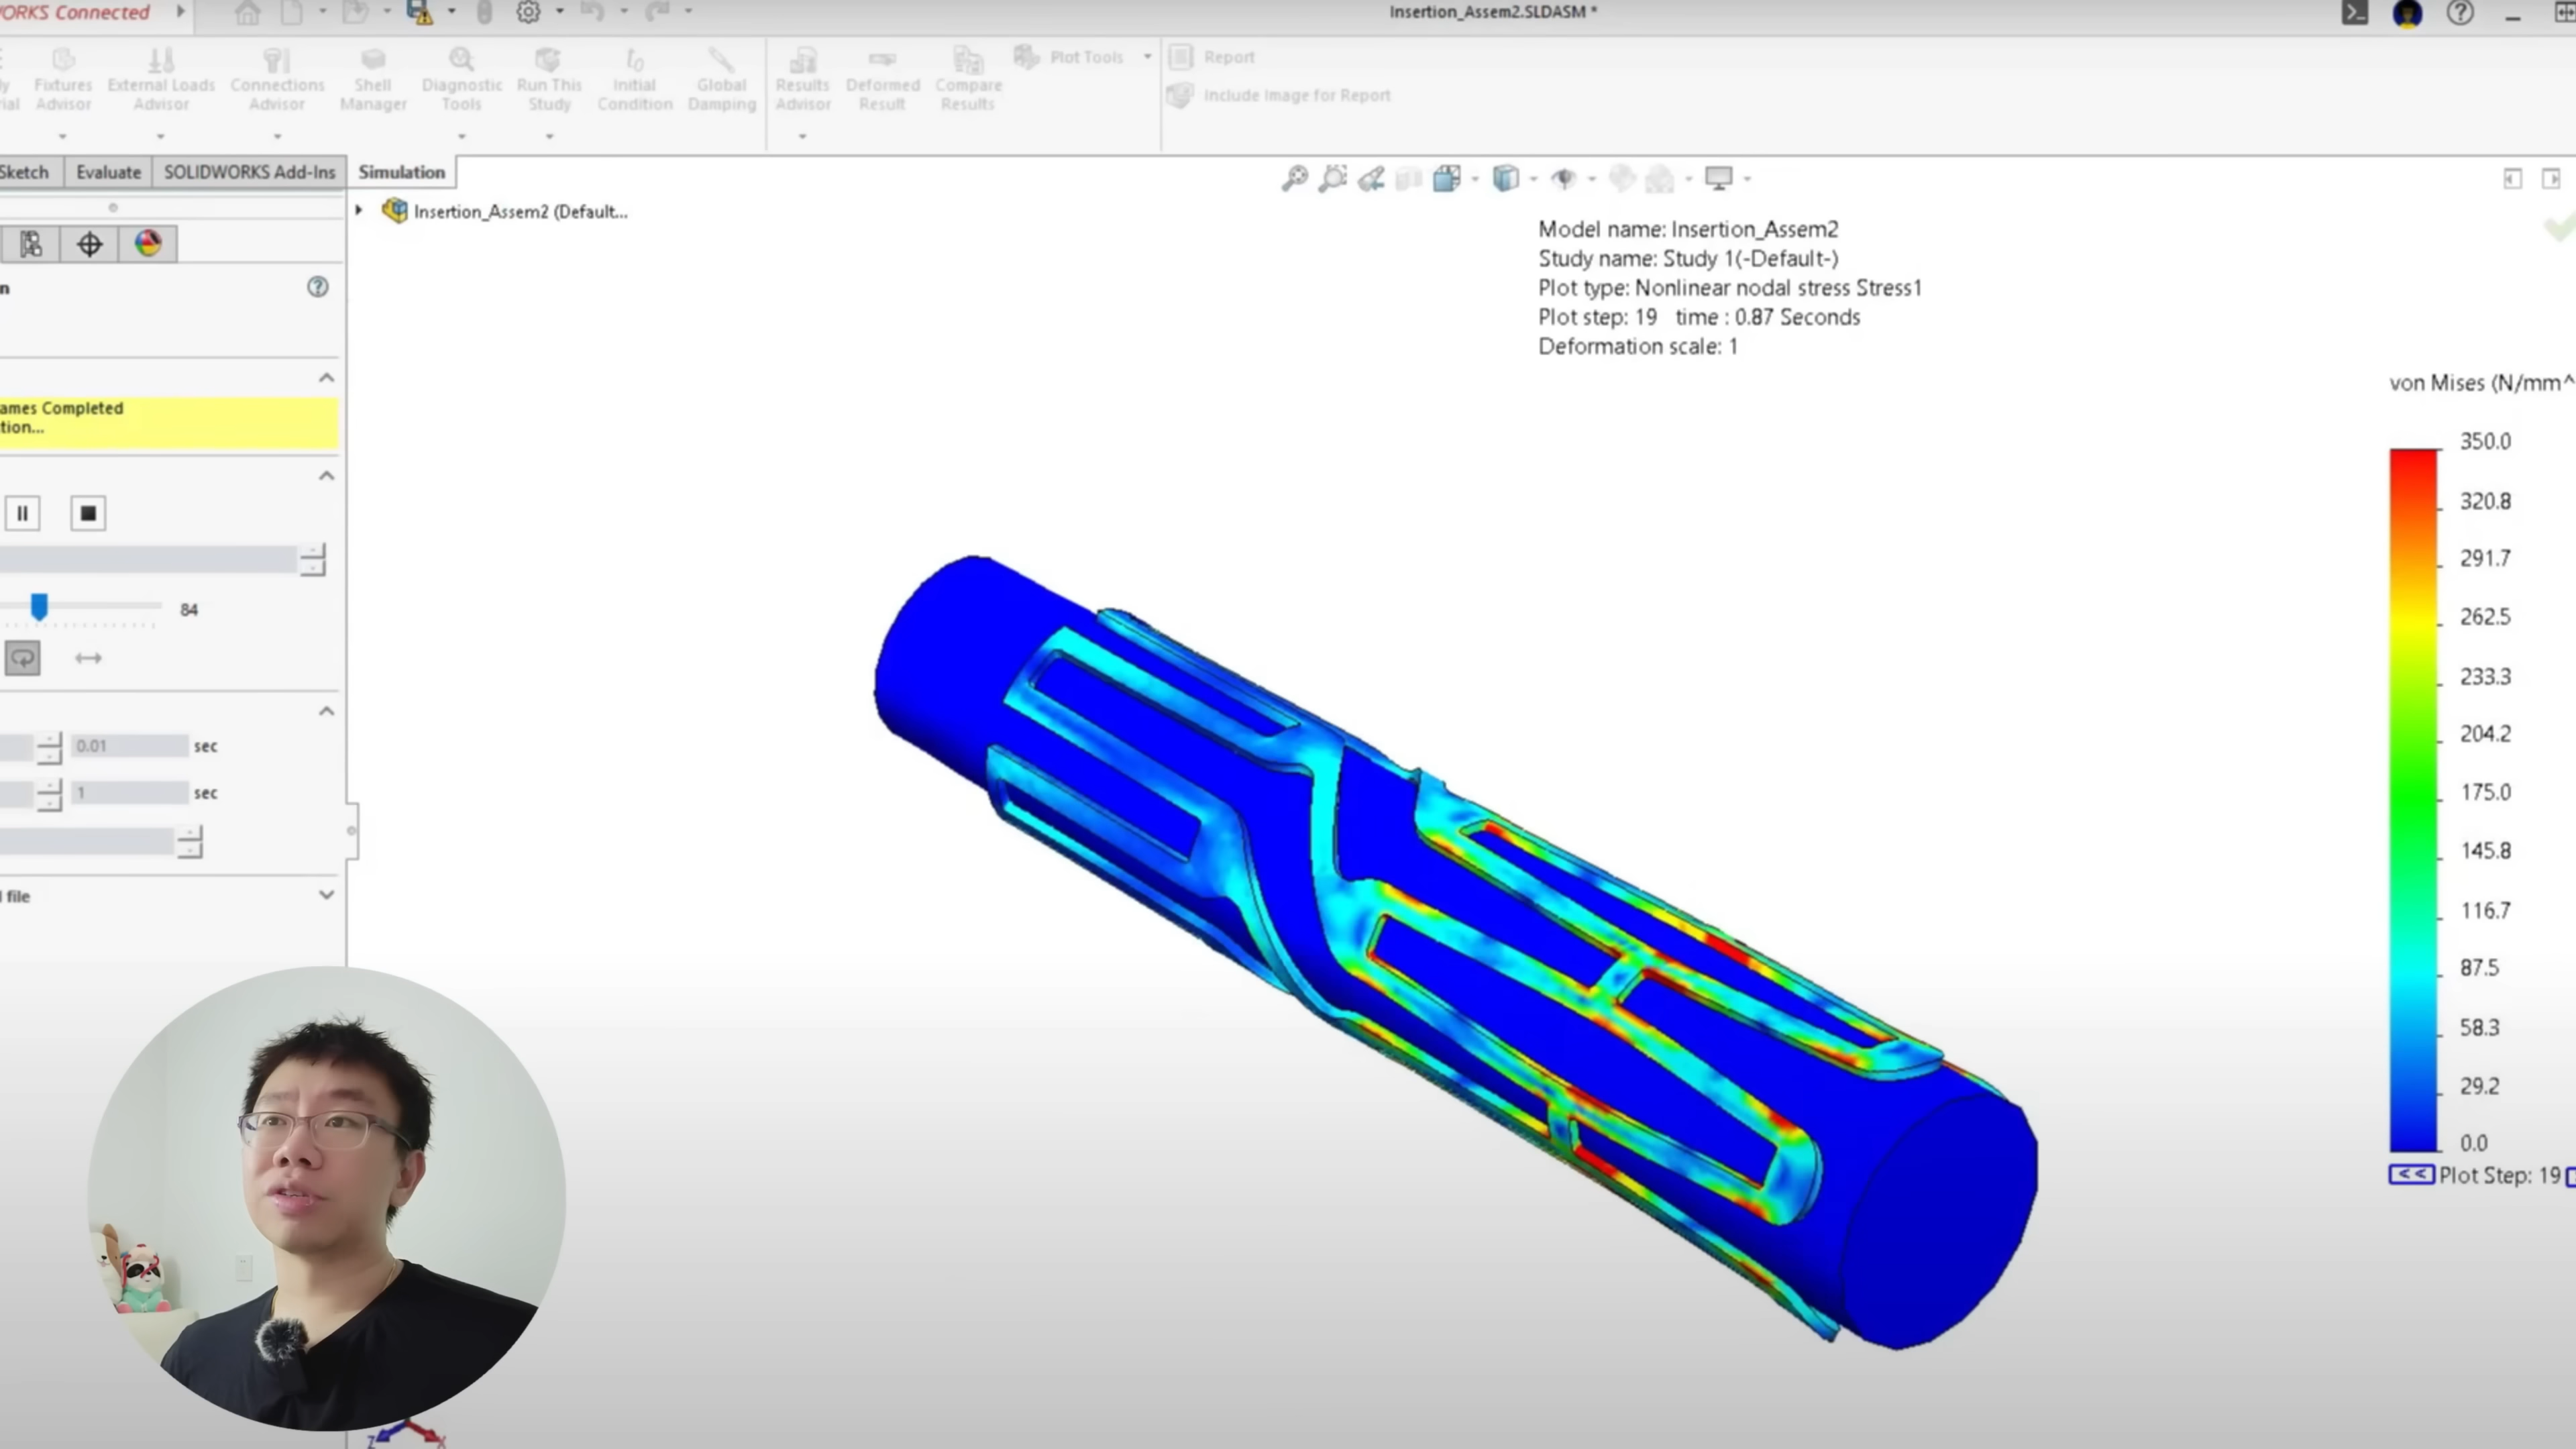 ORKS Connected
Insertion_Assem2.SLDASM *
Fixtures Advisor
External Loads Advisor
Connections Advisor
Shell Manager
Diagnostic Tools
Run This Study
Initial Condition
Global Damping
Results Advisor
Deformed Result
Compare Results
Plot Tools
Report
Include Image for Report
Sketch
Evaluate
SOLIDWORKS Add-Ins
Simulation
Insertion_Assem2 (Default...
Model name: Insertion_Assem2
Study name: Study 1(-Default-)
Plot type: Nonlinear nodal stress Stress1
Plot step: 19 time : 0.87 Seconds
Deformation scale: 1
ames Completed
tion...
84
0.01 sec
1 sec
file
von Mises (N/mm^
350.0
320.8
291.7
262.5
233.3
204.2
175.0
145.8
116.7
87.5
58.3
29.2
0.0
<< Plot Step: 19
Z X